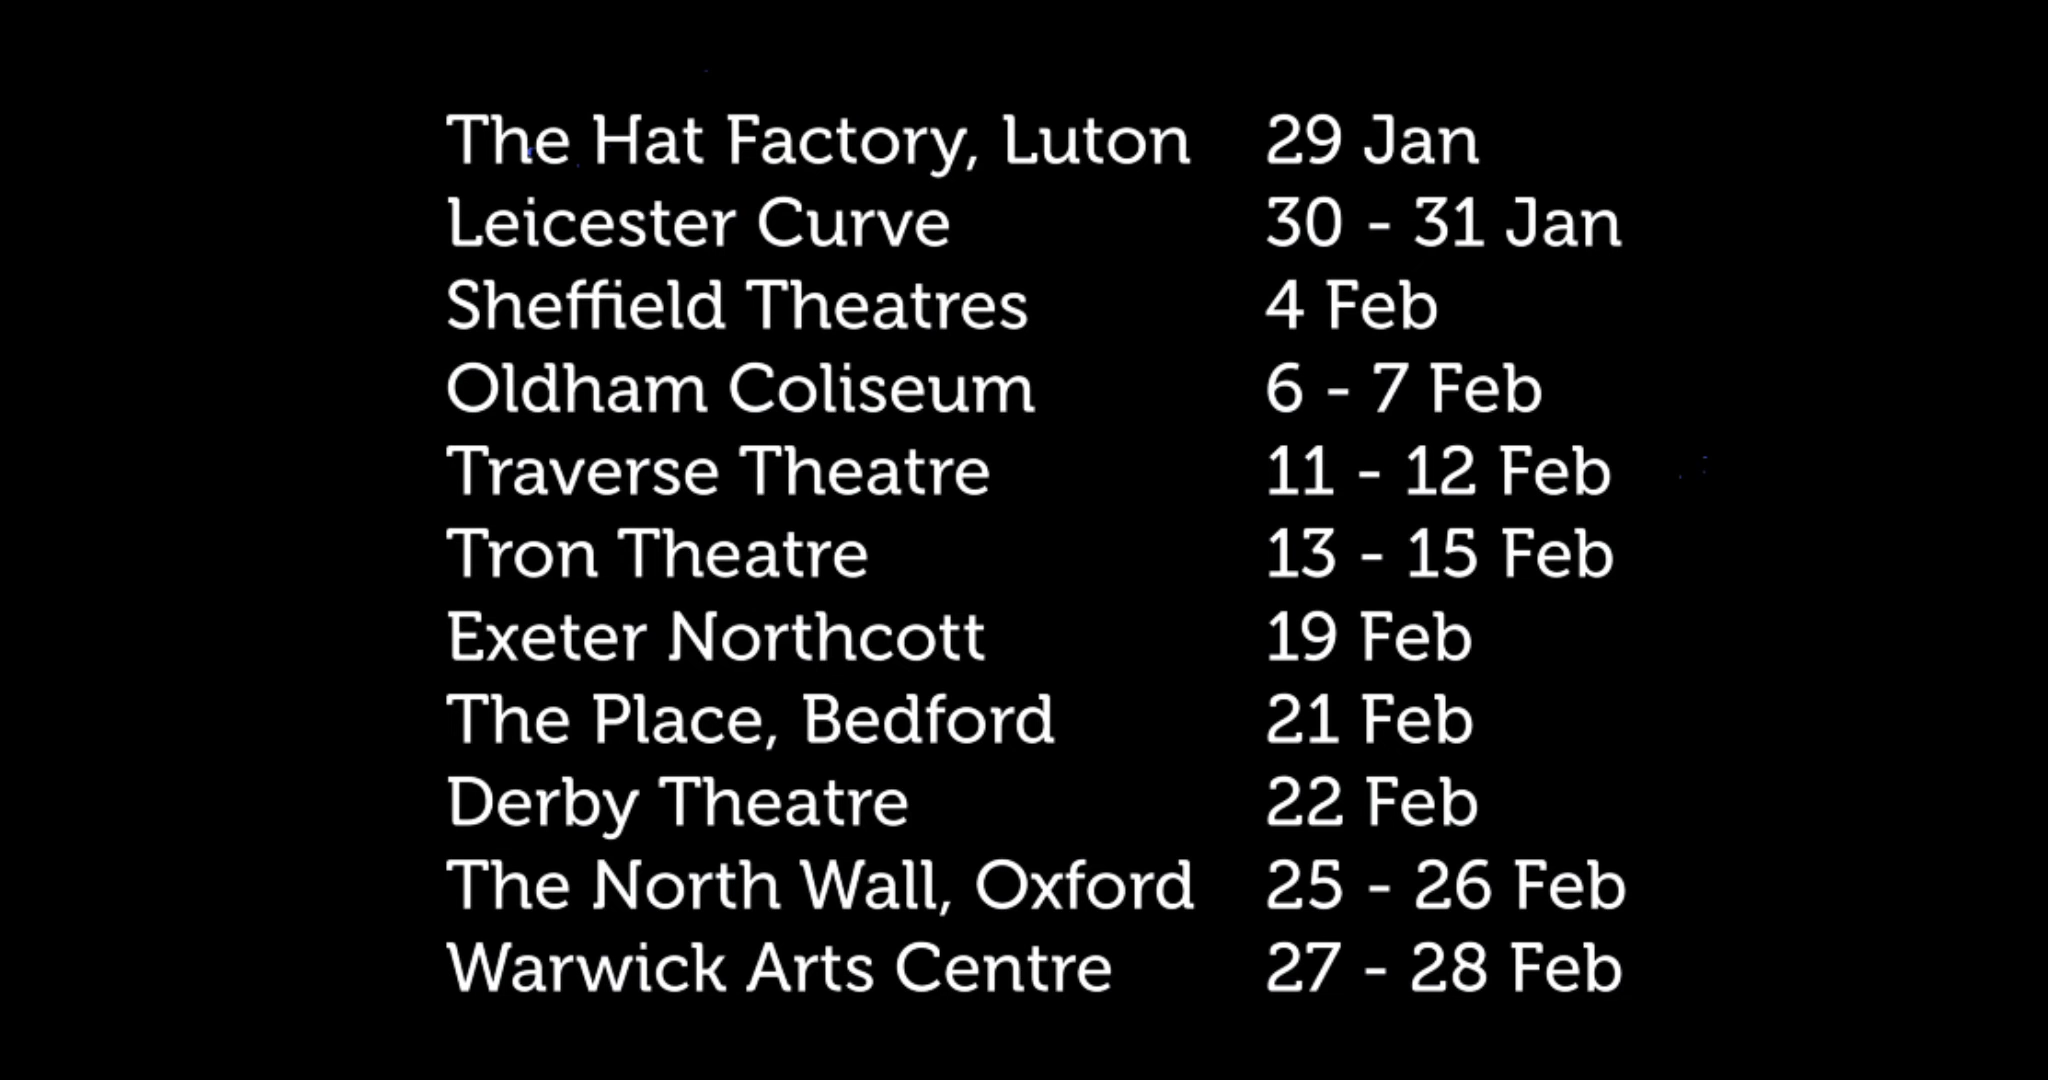 The Hat Factory, Luton 29 Jan
Leicester Curve 30 - 31 Jan
Sheffield Theatres 4 Feb
Oldham Coliseum 6 - 7 Feb
Traverse Theatre 11 - 12 Feb
Tron Theatre 13 - 15 Feb
Exeter Northcott 19 Feb
The Place, Bedford 21 Feb
Derby Theatre 22 Feb
The North Wall, Oxford 25 - 26 Feb
Warwick Arts Centre 27 - 28 Feb